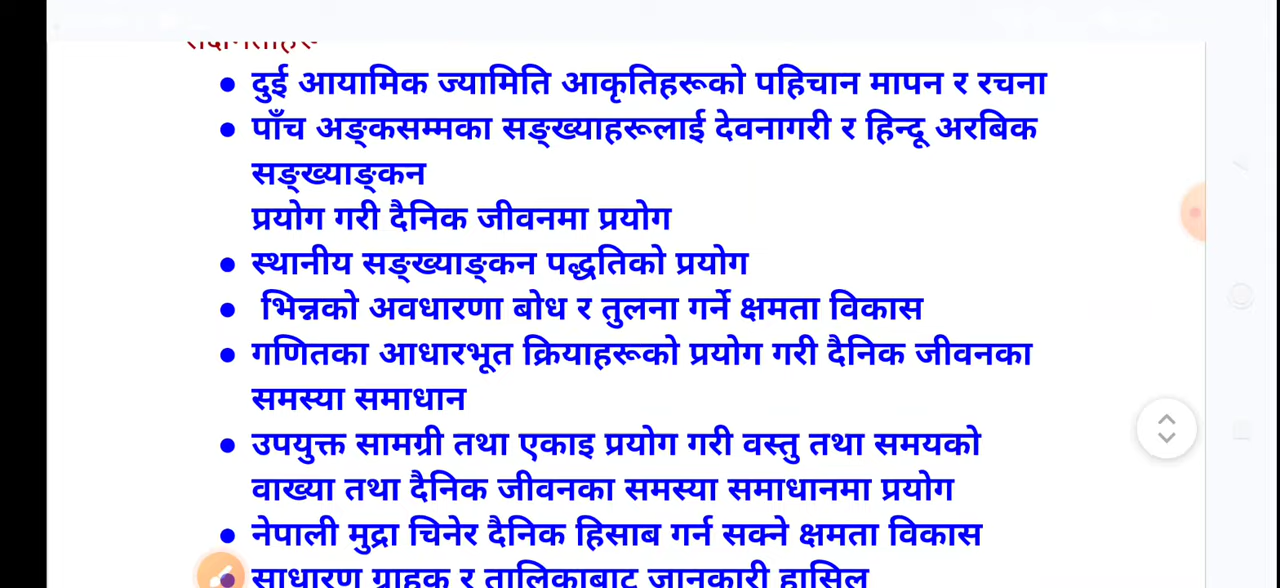 दुई आयामिक ज्यामिति आकृतिहरूको पहिचान मापन र रचना
पाँच अङ्कसम्मका सङ्ख्याहरूलाई देवनागरी र हिन्दू अरबिक
सङ्ख्याङ्कन
प्रयोग गरी दैनिक जीवनमा प्रयोग
स्थानीय सङ्ख्याङ्कन पद्धतिको प्रयोग
भिन्नको अवधारणा बोध र तुलना गर्ने क्षमता विकास
गणितका आधारभूत क्रियाहरूको प्रयोग गरी दैनिक जीवनका
समस्या समाधान
उपयुक्त सामग्री तथा एकाइ प्रयोग गरी वस्तु तथा समयको
वाख्या तथा दैनिक जीवनका समस्या समाधानमा प्रयोग
नेपाली मुद्रा चिनेर दैनिक हिसाब गर्न सक्ने क्षमता विकास
साधारण ग्राहक र तालिकाबाट जानकारी हासिल